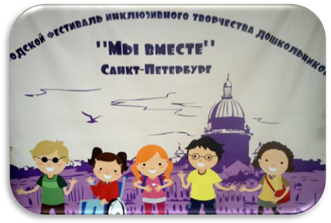 ОДСКОЙ ФЕСТИВАЛЬ ИНКЛЮЗИВНОГО ТВОРЧЕСТВА ДОШКОЛЬНИКОВ
"Мы вместе"
Санкт-Петербург